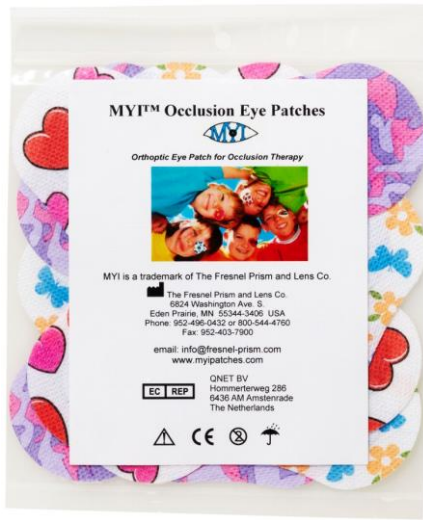 MYI™ Occlusion Eye Patches
MYI
Orthoptic Eye Patch for Occlusion Therapy
MYI is a trademark of The Fresnel Prism and Lens Co.
The Fresnel Prism and Lens Co.
6824 Washington Ave. S.
Eden Prairie, MN 55344-3406 USA
Phone: 952-496-0432 or 800-544-4760
Fax: 952-403-7900
email: info@fresnel-prism.com
www.myipatches.com
EC REP
QNET BV
Hommerterweg 286
6436 AM Amstenrade
The Netherlands
CE
2